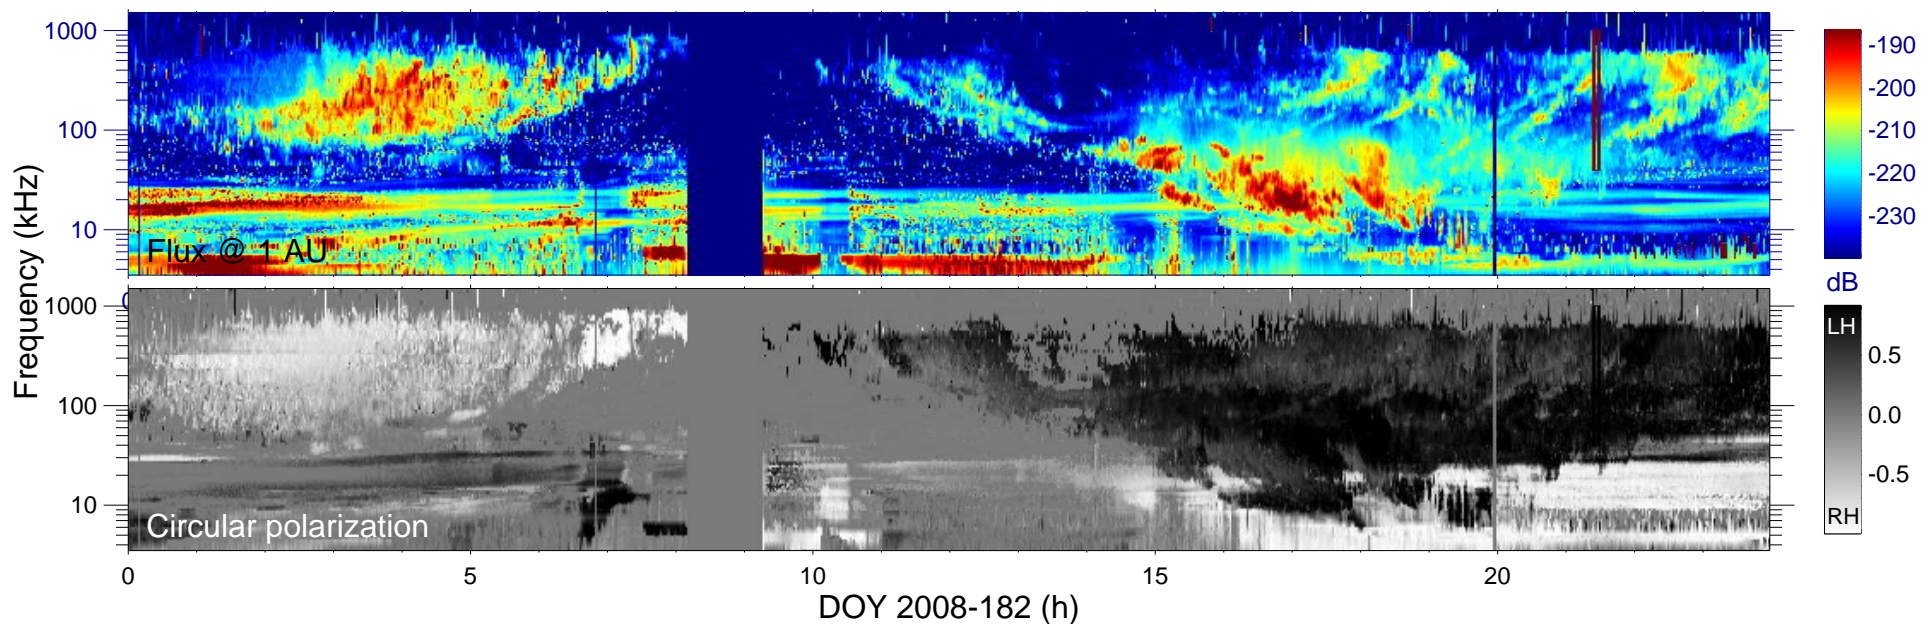 1000
100
10
Flux @ 1 AU
-190
-200
-210
-220
-230
dB
Frequency (kHz)
0
1000
100
10
Circular polarization
LH
0.5
0.0
-0.5
RH
0 5 10 15 20
DOY 2008-182 (h)